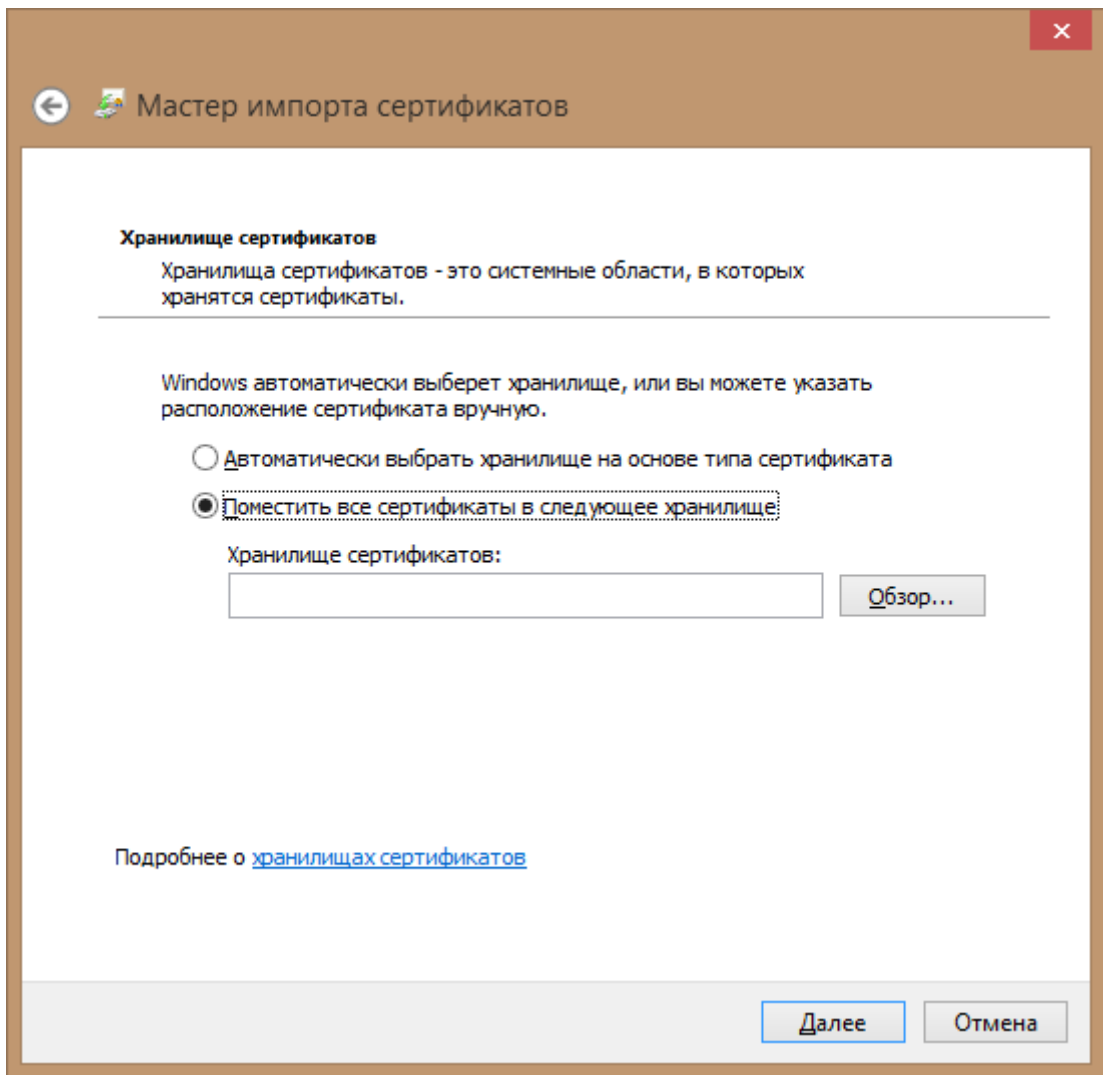 Мастер импорта сертификатов
Хранилище сертификатов
Хранилища сертификатов - это системные области, в которых
хранятся сертификаты.
Windows автоматически выберет хранилище, или вы можете указать
расположение сертификата вручную.
Автоматически выбрать хранилище на основе типа сертификата
Поместить все сертификаты в следующее хранилище
Хранилище сертификатов:
Обзор...
Подробнее о хранилищах сертификатов
Далее
Отмена